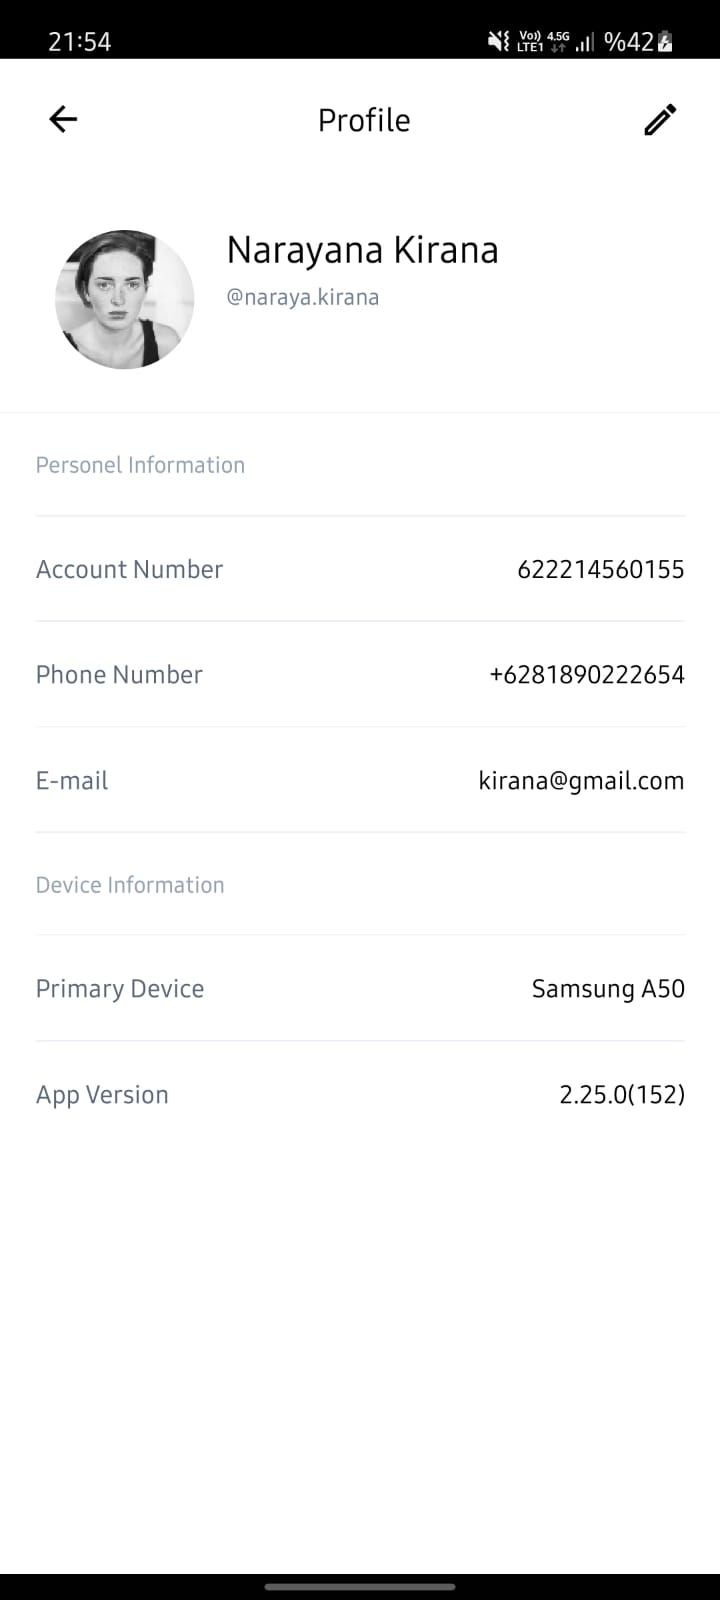 21:54 Vo)) LTE1 4.5G %42
Profile
Narayana Kirana
@naraya.kirana
Personel Information
Account Number 622214560155
Phone Number +6281890222654
E-mail kirana@gmail.com
Device Information
Primary Device Samsung A50
App Version 2.25.0(152)